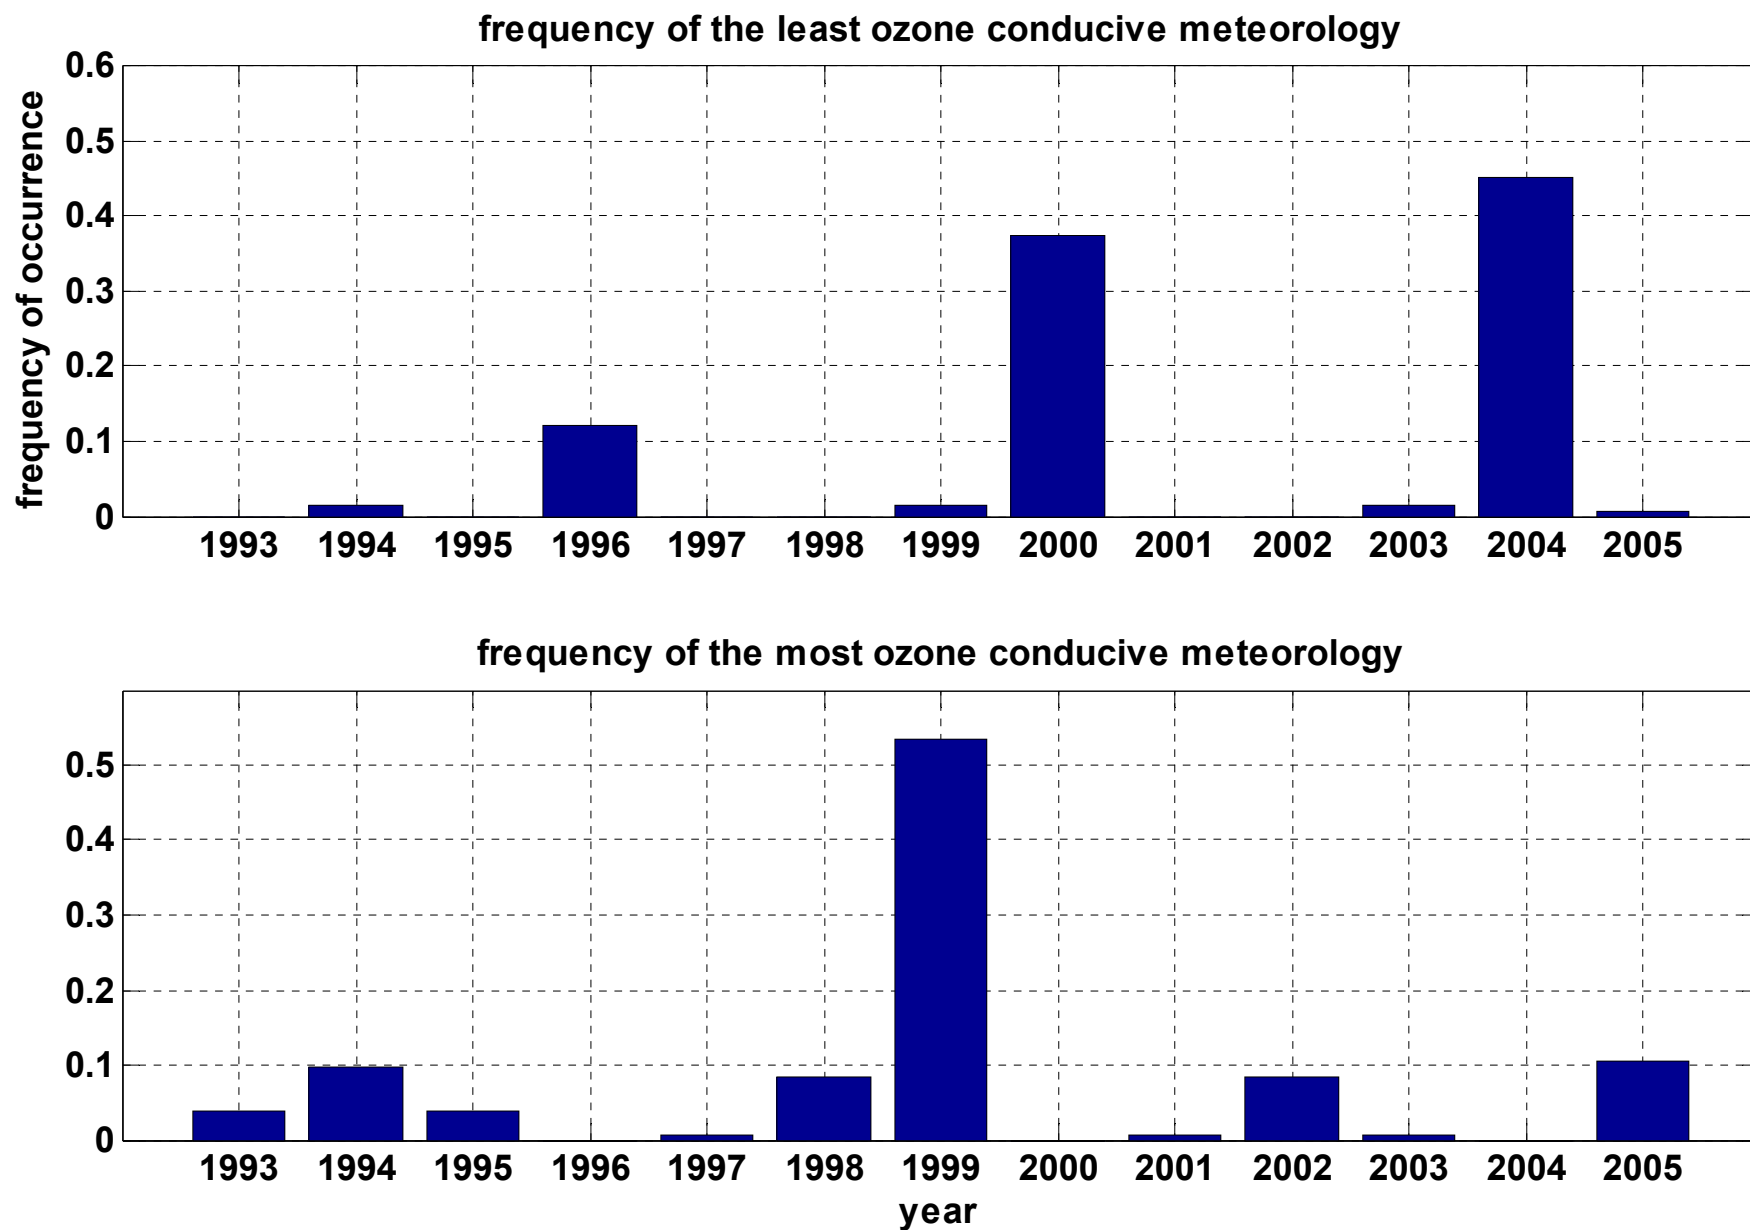 frequency of the least ozone conducive meteorology
frequency of occurrence
0.6
0.5
0.4
0.3
0.2
0.1
0
1993 1994 1995 1996 1997 1998 1999 2000 2001 2002 2003 2004 2005
frequency of the most ozone conducive meteorology
0.5
0.4
0.3
0.2
0.1
0
1993 1994 1995 1996 1997 1998 1999 2000 2001 2002 2003 2004 2005
year